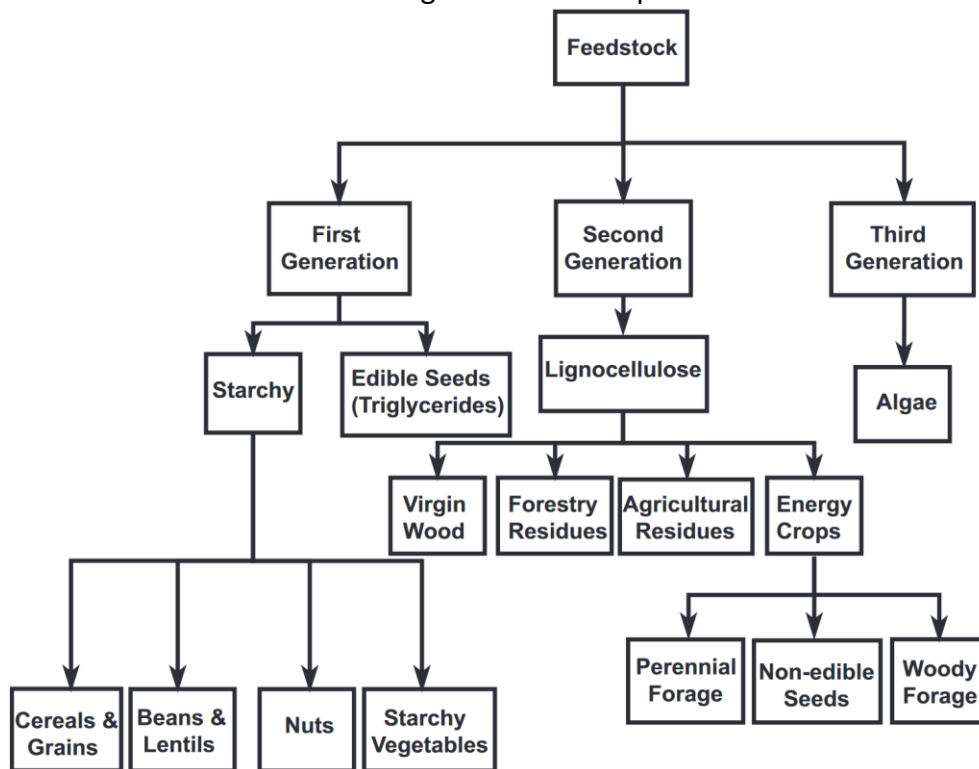 Feedstock
First
Generation
Second
Generation
Third
Generation
Starchy
Edible Seeds
(Triglycerides)
Lignocellulose
Algae
Virgin
Wood
Forestry
Residues
Agricultural
Residues
Energy
Crops
Perennial
Forage
Non-edible
Seeds
Woody
Forage
Cereals &
Grains
Beans &
Lentils
Nuts
Starchy
Vegetables